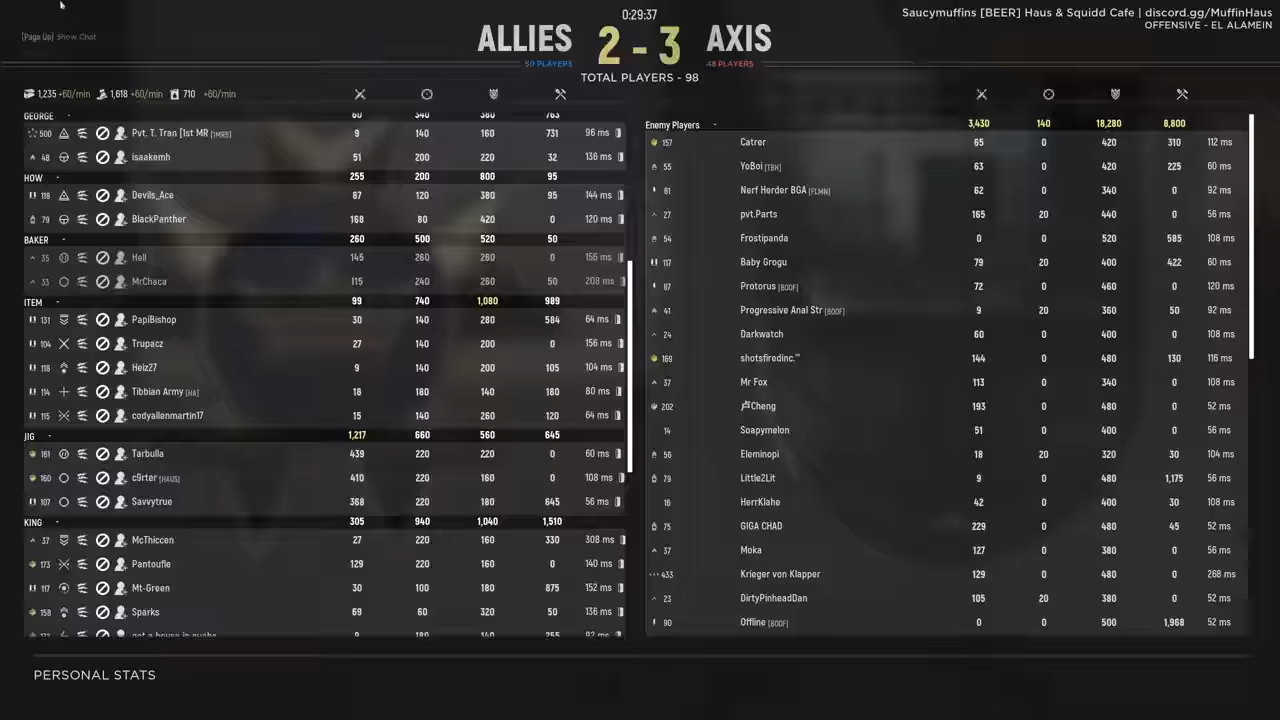 0:29:37
Saucymuffins [BEER] Haus & Squidd Cafe | discord.gg/MuffinHaus
OFFENSIVE - EL ALAMEIN
[Page Up] Show Chat
ALLIES 2 - 3 AXIS
50 PLAYERS 48 PLAYERS
TOTAL PLAYERS - 98
1,235 +60/min 1,618 +60/min 710 +60/min
GEORGE - 60 340 380 763
500 Pvt. T. Tran [1st MR [1MRB] 9 140 160 731 96 ms
48 isaakemh 51 200 220 32 136 ms
HOW - 255 200 800 95
118 Devils_Ace 87 120 380 95 144 ms
79 BlackPanther 168 80 420 0 120 ms
BAKER - 260 500 520 50
35 Hell 145 260 260 0 156 ms
33 MrChaca 115 240 260 50 208 ms
ITEM - 99 740 1,080 989
131 PapiBishop 30 140 280 584 64 ms
104 Trupacz 27 140 200 0 156 ms
118 Helz27 9 140 200 105 104 ms
114 Tibbian Army [HA] 18 180 140 180 80 ms
115 codyallenmartin17 15 140 260 120 64 ms
JIG - 1,217 660 560 645
161 Tarbulla 439 220 220 0 60 ms
160 c9rter [HAUS] 410 220 160 0 108 ms
107 Savvytrue 368 220 180 645 56 ms
KING - 305 940 1,040 1,510
37 McThiccen 27 220 160 330 308 ms
173 Pantoufle 129 220 160 0 140 ms
117 Mt-Green 30 100 180 875 152 ms
158 Sparks 69 60 320 50 136 ms
9 180 140 255 92 ms
Enemy Players - 3,430 140 18,280 8,800
157 Catrer 65 0 420 310 112 ms
55 YoBoi [TBH] 63 0 420 225 60 ms
81 Nerf Herder BGA [FLMN] 62 0 340 0 92 ms
27 pvt.Parts 165 20 440 0 56 ms
54 Frostipanda 0 0 520 585 108 ms
117 Baby Grogu 79 20 400 422 60 ms
87 Protorus [BOOF] 72 0 460 0 120 ms
41 Progressive Anal Str [BOOF] 9 20 360 50 92 ms
24 Darkwatch 60 0 400 0 108 ms
169 shotsfiredinc.™ 144 0 480 130 116 ms
37 Mr Fox 113 0 340 0 108 ms
202 卢Cheng 193 0 480 0 52 ms
14 Soapymelon 51 0 400 0 56 ms
56 Eleminopi 18 20 320 30 104 ms
79 Little2Lit 9 0 480 1,175 56 ms
16 HerrKlahe 42 0 400 30 108 ms
75 GIGA CHAD 229 0 480 45 52 ms
37 Moka 127 0 380 0 56 ms
433 Krieger von Klapper 129 0 480 0 268 ms
23 DirtyPinheadDan 105 20 380 0 52 ms
90 Offline [BOOF] 0 0 500 1,968 52 ms
PERSONAL STATS